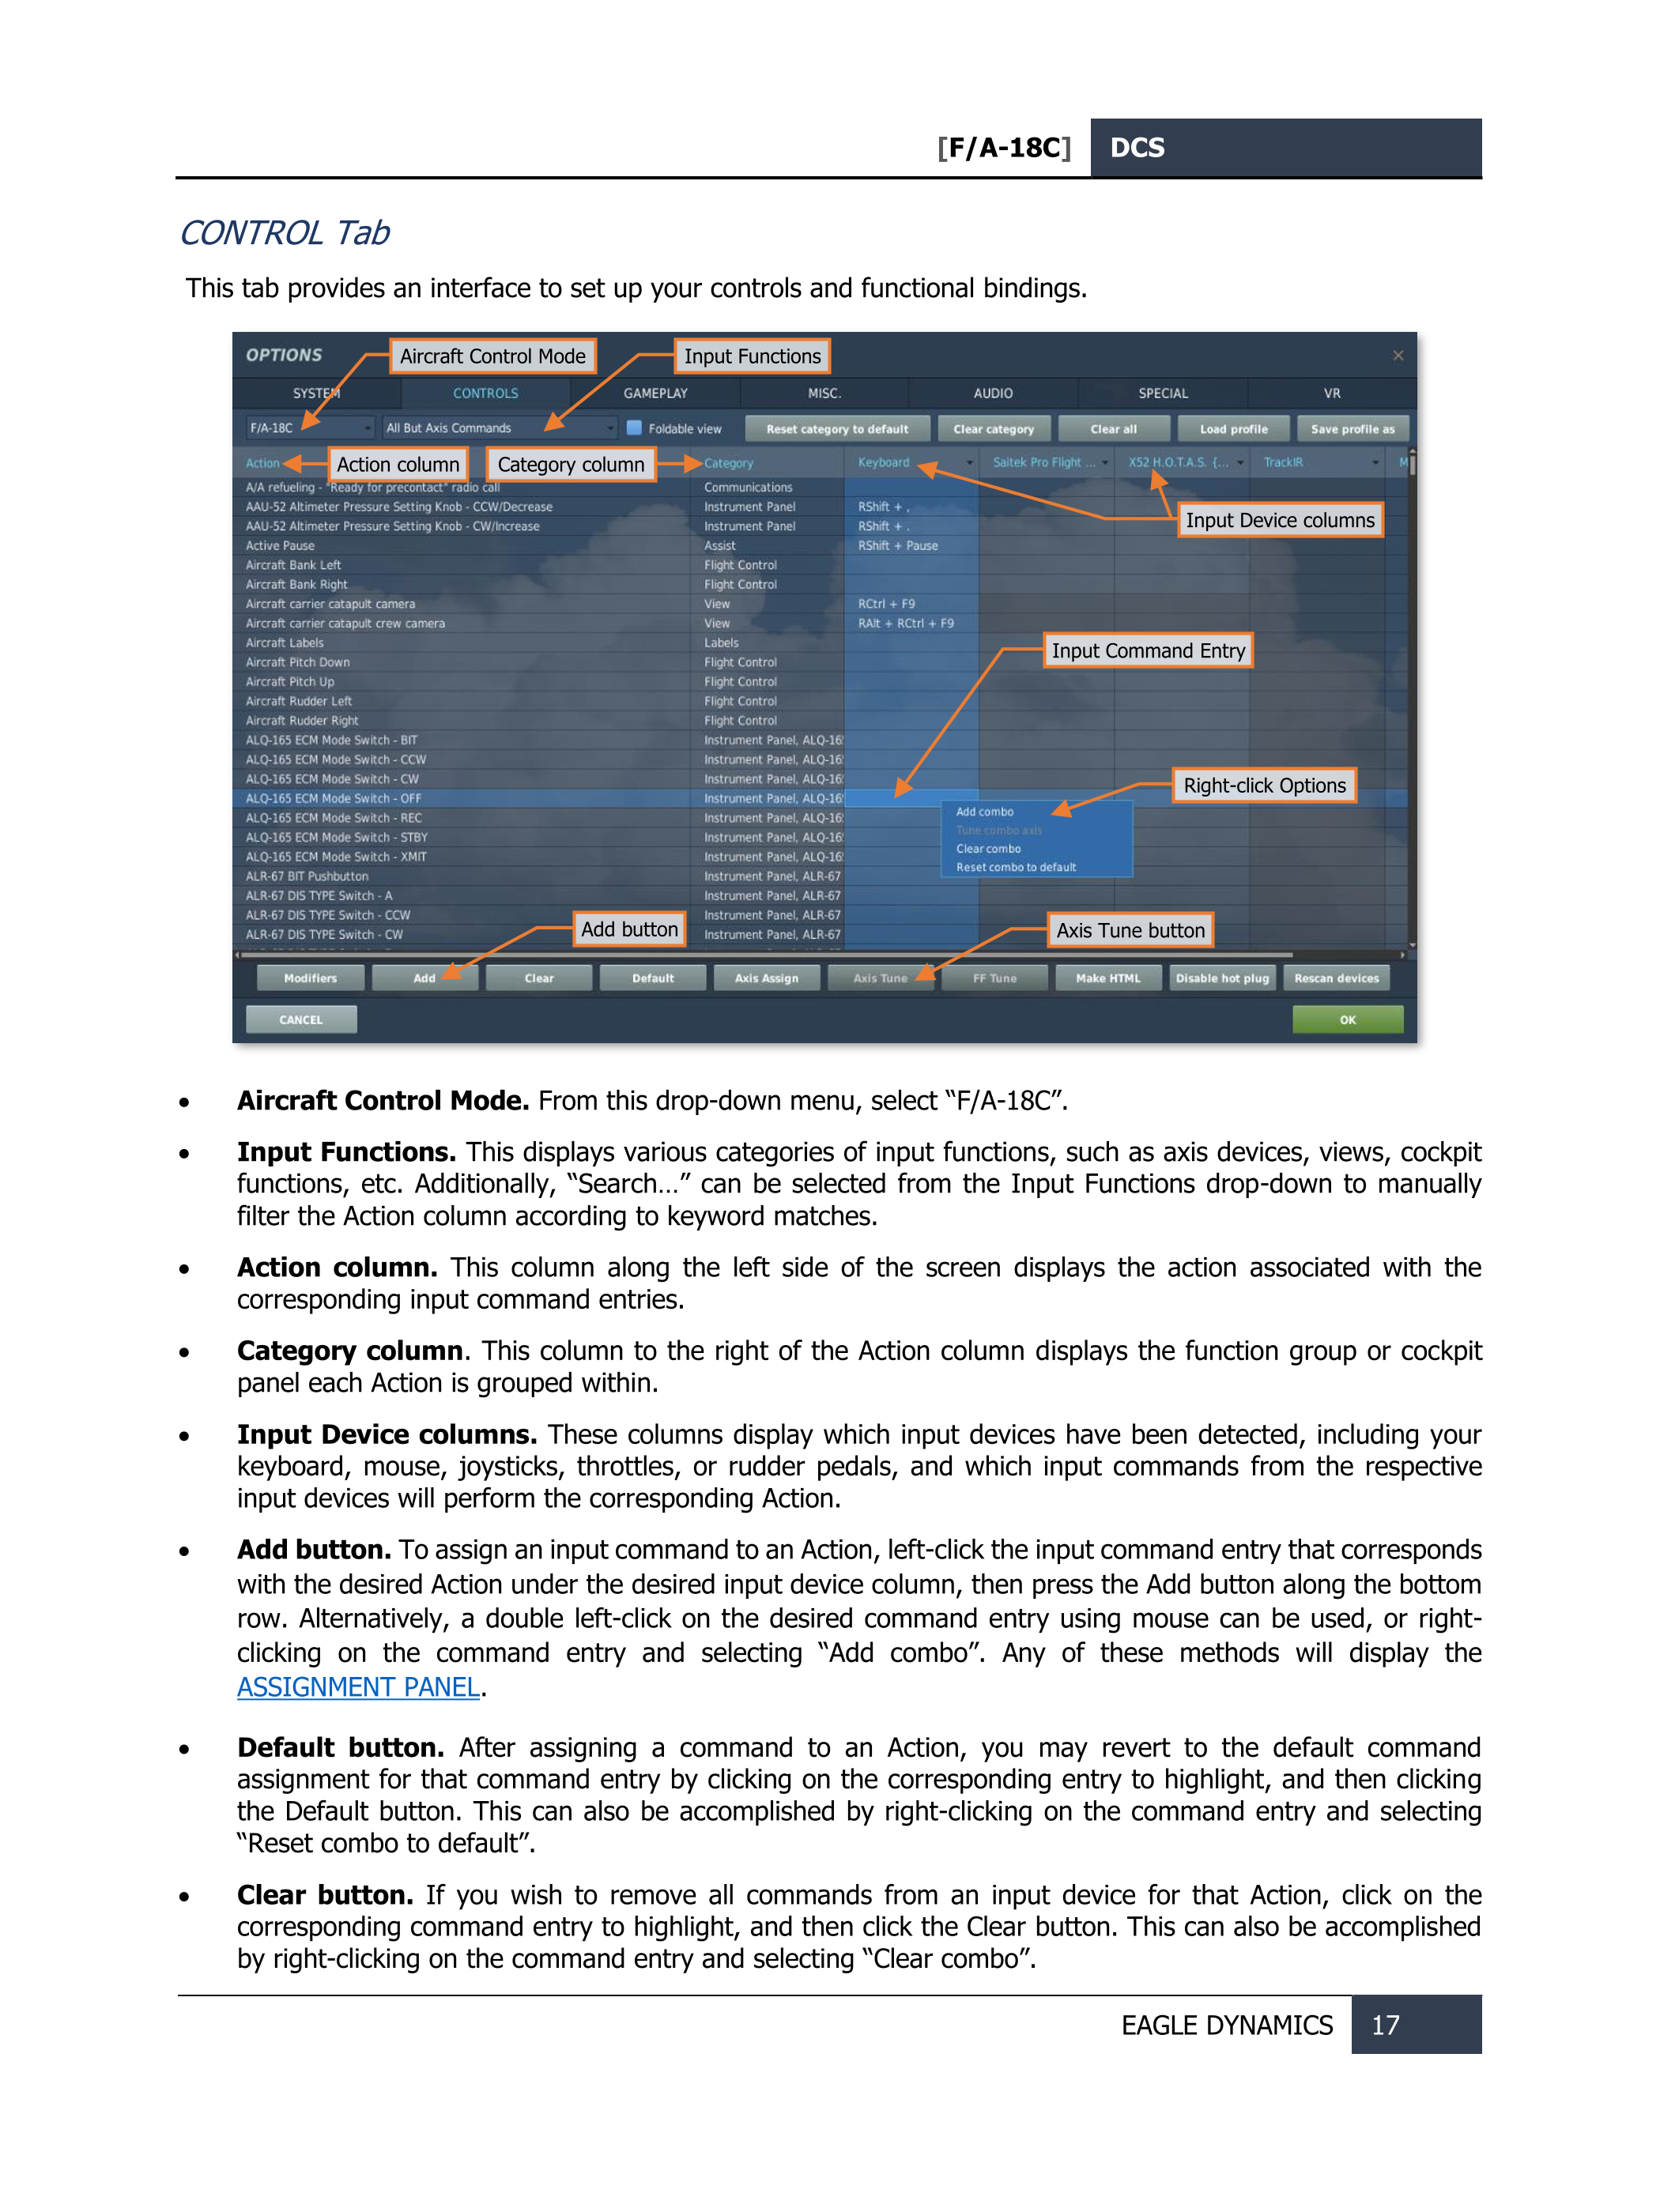 [F/A-18C] DCS
CONTROL Tab
This tab provides an interface to set up your controls and functional bindings.
OPTIONS
Aircraft Control Mode
Input Functions
SYSTEM CONTROLS GAMEPLAY MISC. AUDIO SPECIAL VR
F/A-18C All But Axis Commands Foldable view Reset category to default Clear category Clear all Load profile Save profile as
Action Action column Category column Category Keyboard Saitek Pro Flight ... X52 H.O.T.A.S. {... TrackIR M
A/A refueling - "Ready for precontact" radio call Communications
AAU-52 Altimeter Pressure Setting Knob - CCW/Decrease Instrument Panel RShift + ,
Input Device columns
AAU-52 Altimeter Pressure Setting Knob - CW/Increase Instrument Panel RShift + .
Active Pause Assist RShift + Pause
Aircraft Bank Left Flight Control
Aircraft Bank Right Flight Control
Aircraft carrier catapult camera View RCtrl + F9
Aircraft carrier catapult crew camera View RAlt + RCtrl + F9
Aircraft Labels Labels
Input Command Entry
Aircraft Pitch Down Flight Control
Aircraft Pitch Up Flight Control
Aircraft Rudder Left Flight Control
Aircraft Rudder Right Flight Control
ALQ-165 ECM Mode Switch - BIT Instrument Panel, ALQ-16
ALQ-165 ECM Mode Switch - CCW Instrument Panel, ALQ-16
ALQ-165 ECM Mode Switch - CW Instrument Panel, ALQ-16
Right-click Options
ALQ-165 ECM Mode Switch - OFF Instrument Panel, ALQ-16
Add combo
ALQ-165 ECM Mode Switch - REC Instrument Panel, ALQ-16
Tune combo axis
ALQ-165 ECM Mode Switch - STBY Instrument Panel, ALQ-16
Clear combo
ALQ-165 ECM Mode Switch - XMIT Instrument Panel, ALQ-16
Reset combo to default
ALR-67 BIT Pushbutton Instrument Panel, ALR-67
ALR-67 DIS TYPE Switch - A Instrument Panel, ALR-67
ALR-67 DIS TYPE Switch - CCW Instrument Panel, ALR-67
Add button
Axis Tune button
ALR-67 DIS TYPE Switch - CW Instrument Panel, ALR-67
Modifiers Add Clear Default Axis Assign Axis Tune FF Tune Make HTML Disable hot plug Rescan devices
CANCEL OK
• Aircraft Control Mode. From this drop-down menu, select “F/A-18C”.
• Input Functions. This displays various categories of input functions, such as axis devices, views, cockpit
functions, etc. Additionally, “Search…” can be selected from the Input Functions drop-down to manually
filter the Action column according to keyword matches.
• Action column. This column along the left side of the screen displays the action associated with the
corresponding input command entries.
• Category column. This column to the right of the Action column displays the function group or cockpit
panel each Action is grouped within.
• Input Device columns. These columns display which input devices have been detected, including your
keyboard, mouse, joysticks, throttles, or rudder pedals, and which input commands from the respective
input devices will perform the corresponding Action.
• Add button. To assign an input command to an Action, left-click the input command entry that corresponds
with the desired Action under the desired input device column, then press the Add button along the bottom
row. Alternatively, a double left-click on the desired command entry using mouse can be used, or right-
clicking on the command entry and selecting “Add combo”. Any of these methods will display the
ASSIGNMENT PANEL.
• Default button. After assigning a command to an Action, you may revert to the default command
assignment for that command entry by clicking on the corresponding entry to highlight, and then clicking
the Default button. This can also be accomplished by right-clicking on the command entry and selecting
“Reset combo to default”.
• Clear button. If you wish to remove all commands from an input device for that Action, click on the
corresponding command entry to highlight, and then click the Clear button. This can also be accomplished
by right-clicking on the command entry and selecting “Clear combo”.
EAGLE DYNAMICS 17